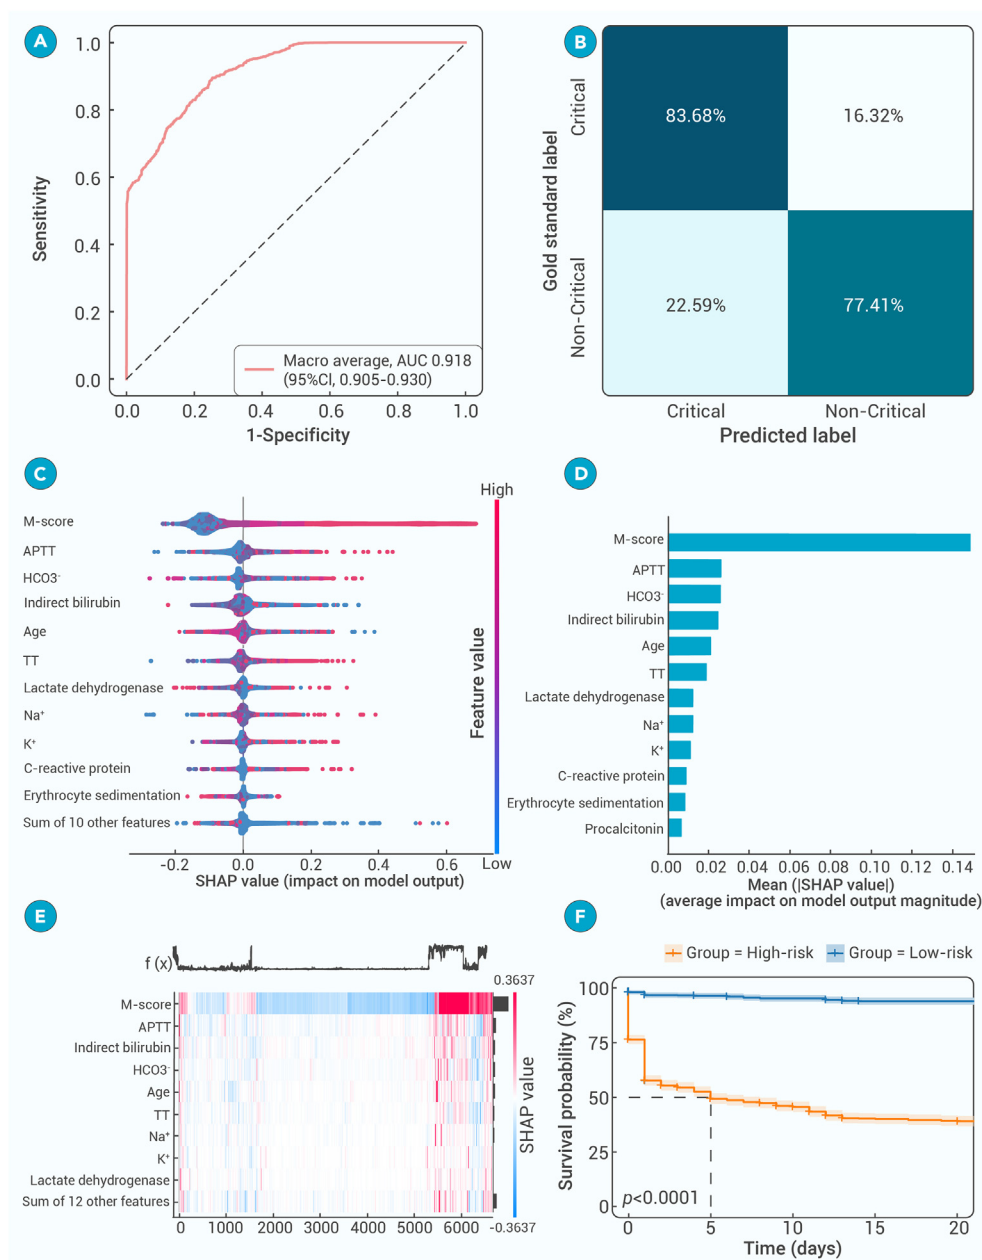 A
1.0
0.8
0.6
0.4
0.2
0.0
Sensitivity
Macro average, AUC 0.918
(95%CI, 0.905-0.930)
0.0 0.2 0.4 0.6 0.8 1.0
1-Specificity
B
Gold standard label
Critical
Non-Critical
83.68% 16.32%
22.59% 77.41%
Critical Non-Critical
Predicted label
C
High
M-score
APTT
HCO3-
Indirect bilirubin
Age
TT
Lactate dehydrogenase
Na+
K+
C-reactive protein
Erythrocyte sedimentation
Sum of 10 other features
Feature value
Low
-0.2 0.0 0.2 0.4 0.6
SHAP value (impact on model output)
D
M-score
APTT
HCO3-
Indirect bilirubin
Age
TT
Lactate dehydrogenase
Na+
K+
C-reactive protein
Erythrocyte sedimentation
Procalcitonin
0.00 0.02 0.04 0.06 0.08 0.10 0.12 0.14
Mean (|SHAP value|)
(average impact on model output magnitude)
E
f (x)
0.3637
M-score
APTT
Indirect bilirubin
HCO3-
Age
TT
Na+
K+
Lactate dehydrogenase
Sum of 12 other features
SHAP value
-0.3637
0 1000 2000 3000 4000 5000 6000
F
Group = High-risk Group = Low-risk
Survival probability (%)
100
75
50
25
0
p<0.0001
0 5 10 15 20
Time (days)